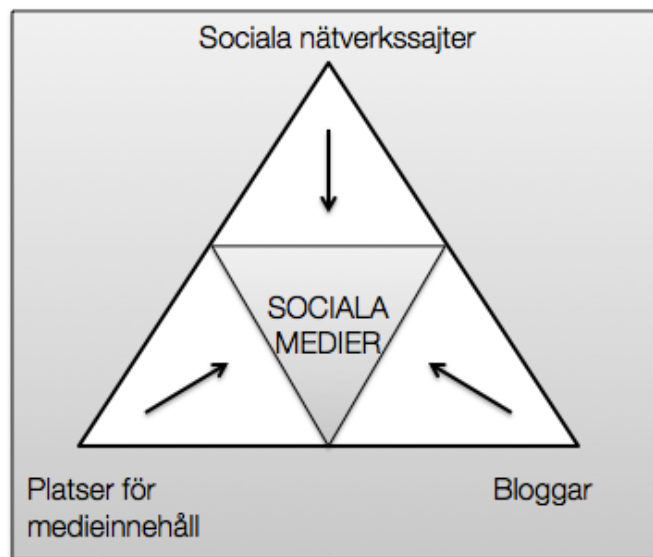 Sociala nätverkssajter
SOCIALA
MEDIER
Platser för
medieinnehåll
Bloggar